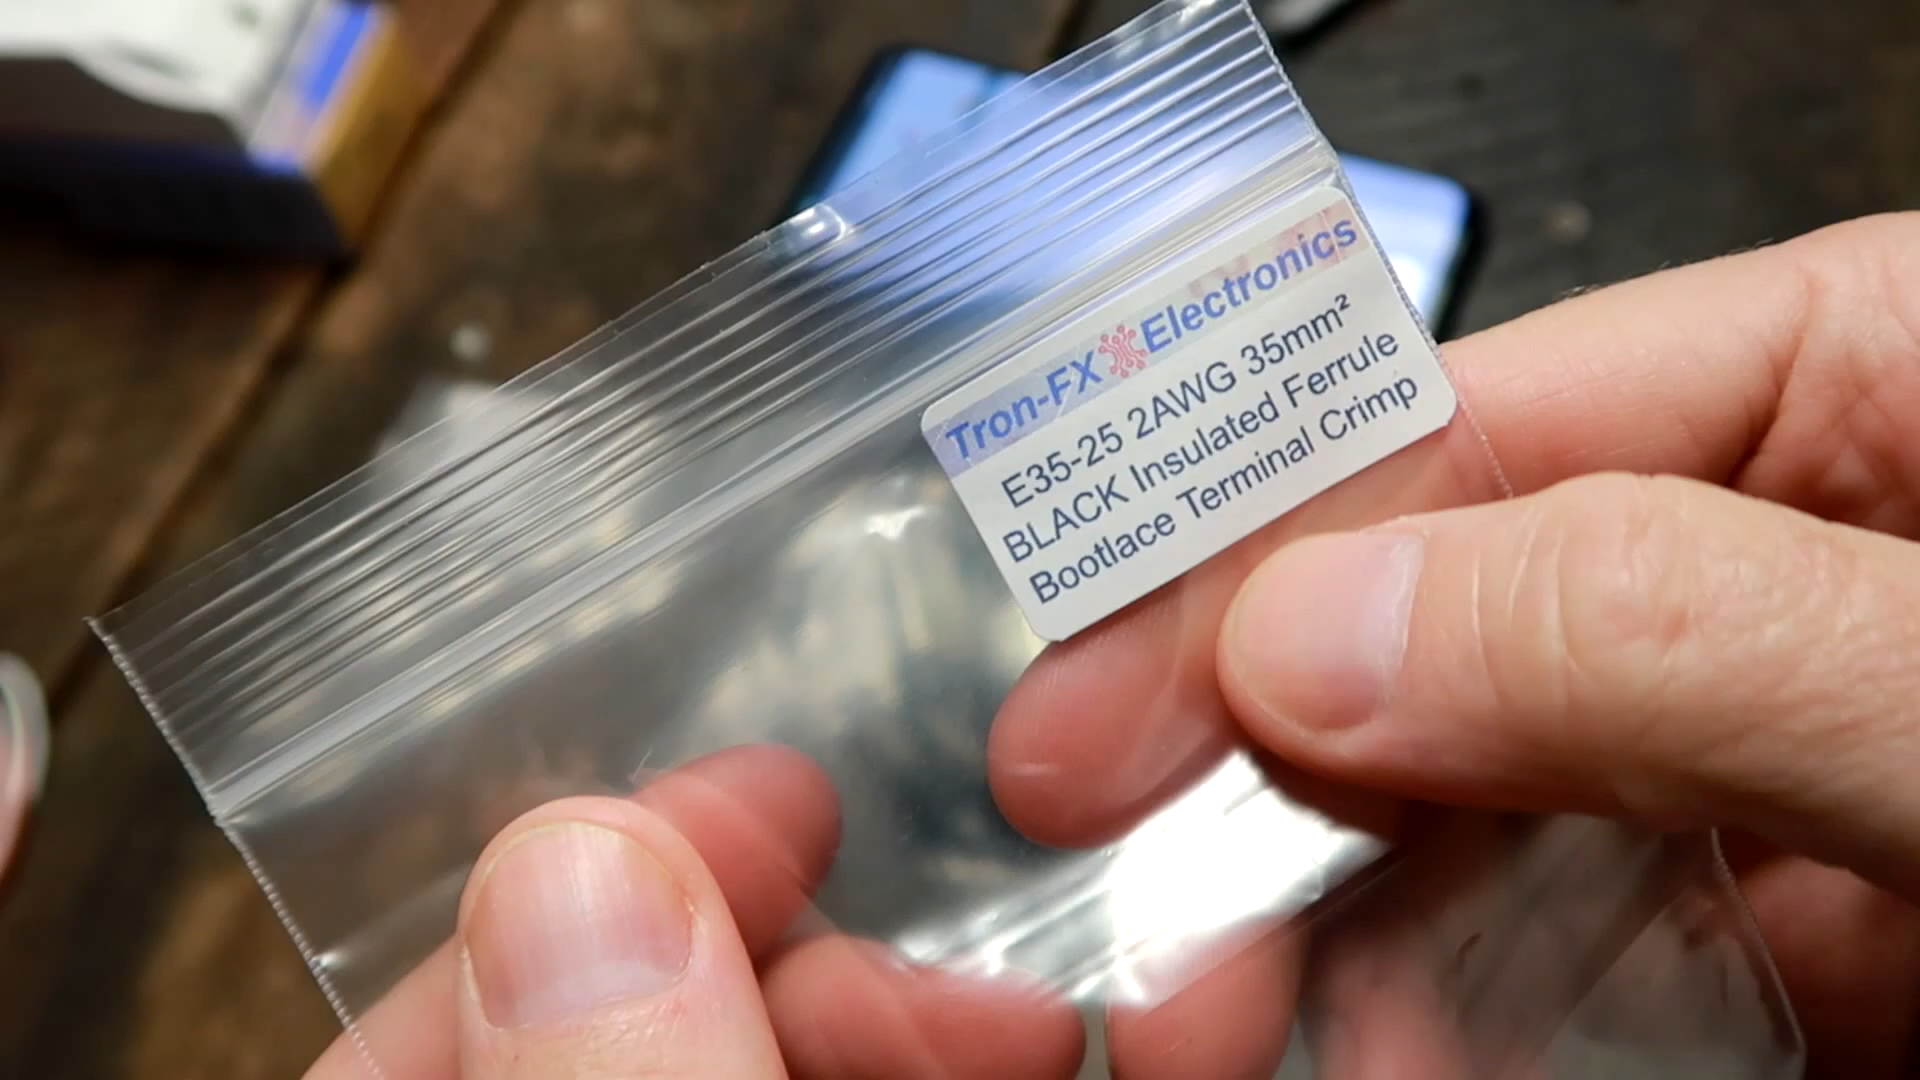 Tron-FX Electronics
E35-25 2AWG 35mm²
BLACK Insulated Ferrule
Bootlace Terminal Crimp